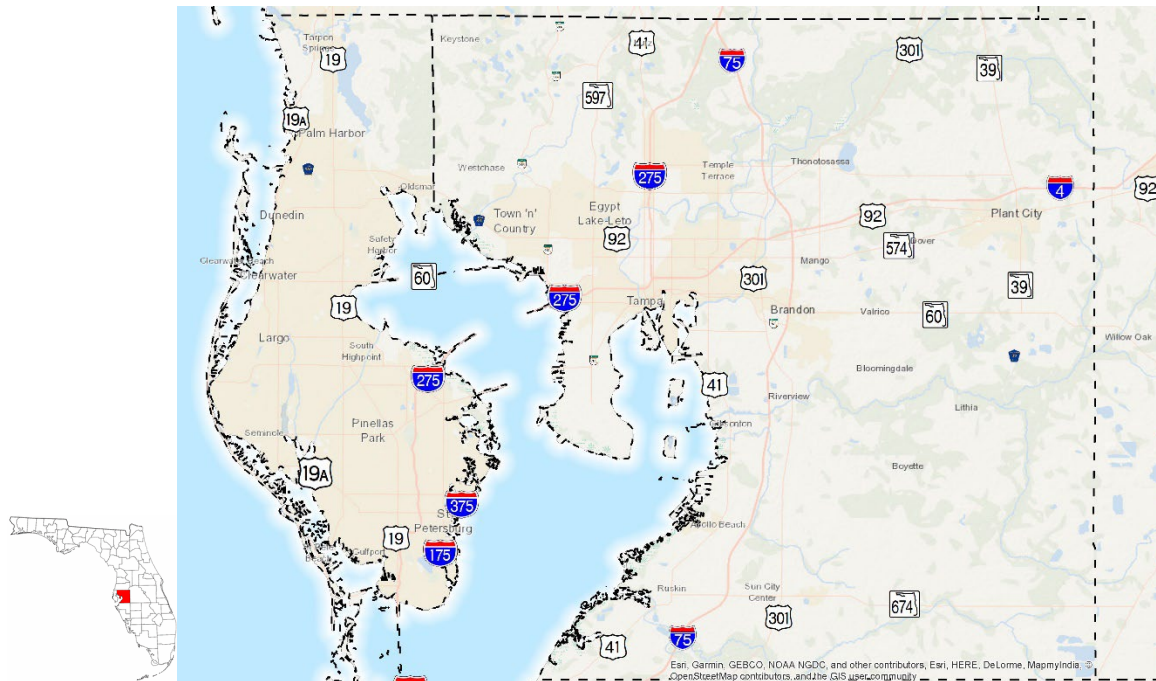 Tarpon
Springs
Keystone
19
41
75
301
39
597
19A
Palm Harbor
Westchase
Temple
Terrace
Thonotosassa
275
4
92
Oldsmar
Dunedin
Town 'n'
Country
Egypt
Lake-Leto
92
92
Plant City
574
Dover
Safety
Harbor
Clearwater Beach
Clearwater
60
Mango
301
39
275
Tampa
19
Brandon
Valrico
60
Largo
South
Highpoint
Willow Oak
275
41
Bloomingdale
Riverview
Lithia
Pinellas
Park
Seminole
Gibsonton
19A
Boyette
375
St.
Petersburg
Apollo Beach
19
175
Gulfport
Ruskin
Sun City
Center
674
301
41
75
Esri, Garmin, GEBCO, NOAA NGDC, and other contributors, Esri, HERE, DeLorme, MapmyIndia, ©
OpenStreetMap contributors, and the GIS user community